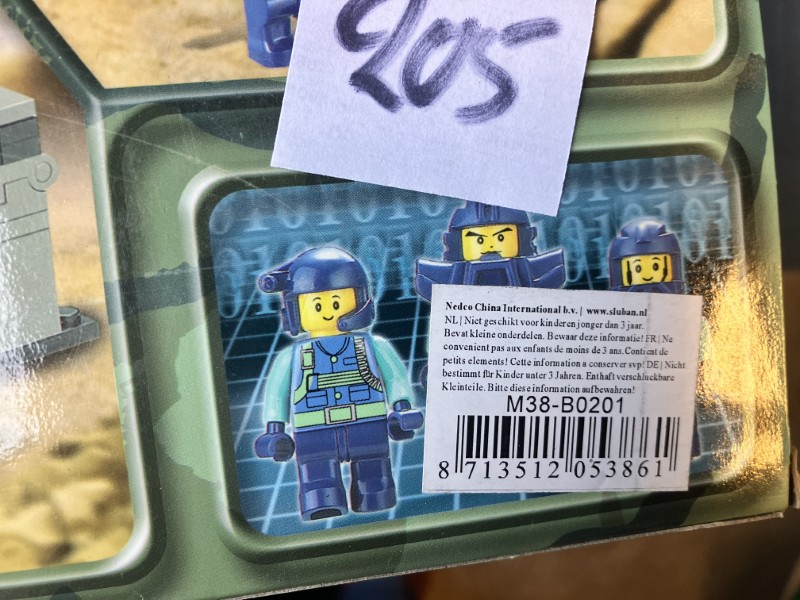 205
Nedco China International b.v. | www.sluban.nl
NL | Niet geschikt voor kinderen jonger dan 3 jaar.
Bevat kleine onderdelen. Bewaar deze informatie! FR | Ne
convenient pas aux enfants de moins de 3 ans. Contient de
petits elements! Cette information a conserver svp! DE | Nicht
bestimmt für Kinder unter 3 Jahren. Enthaft verschluckbare
Kleinteile. Bitte diese information aufbewahren!
M38-B0201
8 713512 053861